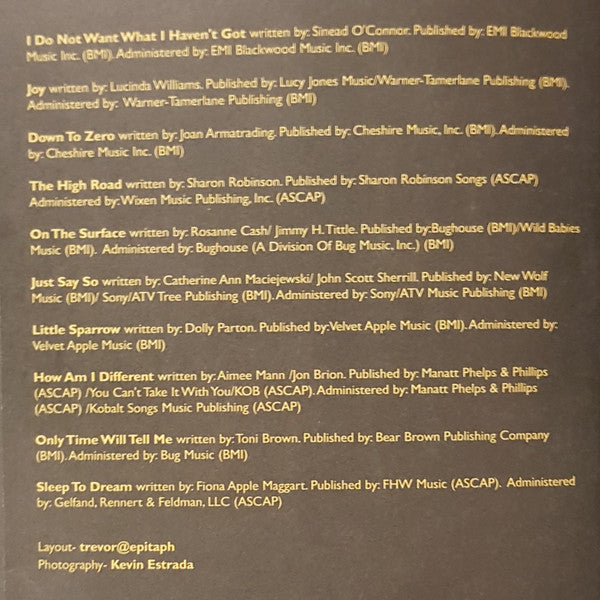 I Do Not Want What I Haven't Got written by: Sinead O'Connor. Published by: EMI Blackwood
Music Inc. (BMI). Administered by: EMI Blackwood Music Inc. (BMI)
Joy written by: Lucinda Williams. Published by: Lucy Jones Music/Warner-Tamerlane Publishing (BMI).
Administered by: Warner-Tamerlane Publishing (BMI)
Down To Zero written by: Joan Armatrading. Published by: Cheshire Music, Inc. (BMI). Administered
by: Cheshire Music Inc. (BMI)
The High Road written by: Sharon Robinson. Published by: Sharon Robinson Songs (ASCAP)
Administered by: Wixen Music Publishing, Inc. (ASCAP)
On The Surface written by: Rosanne Cash/ Jimmy H. Tittle. Published by:Bughouse (BMI)/Wild Babies
Music (BMI). Administered by: Bughouse (A Division Of Bug Music, Inc.) (BMI)
Just Say So written by: Catherine Ann Maciejewski/ John Scott Sherrill. Published by: New Wolf
Music (BMI)/ Sony/ATV Tree Publishing (BMI). Administered by: Sony/ATV Music Publishing (BMI)
Little Sparrow written by: Dolly Parton. Published by: Velvet Apple Music (BMI). Administered by:
Velvet Apple Music (BMI)
How Am I Different written by: Aimee Mann /Jon Brion. Published by: Manatt Phelps & Phillips
(ASCAP) /You Can't Take It With You/KOB (ASCAP). Administered by: Manatt Phelps & Phillips
(ASCAP) /Kobalt Songs Music Publishing (ASCAP)
Only Time Will Tell Me written by: Toni Brown. Published by: Bear Brown Publishing Company
(BMI). Administered by: Bug Music (BMI)
Sleep To Dream written by: Fiona Apple Maggart. Published by: FHW Music (ASCAP). Administered
by: Gelfand, Rennert & Feldman, LLC (ASCAP)
Layout- trevor@epitaph
Photography- Kevin Estrada